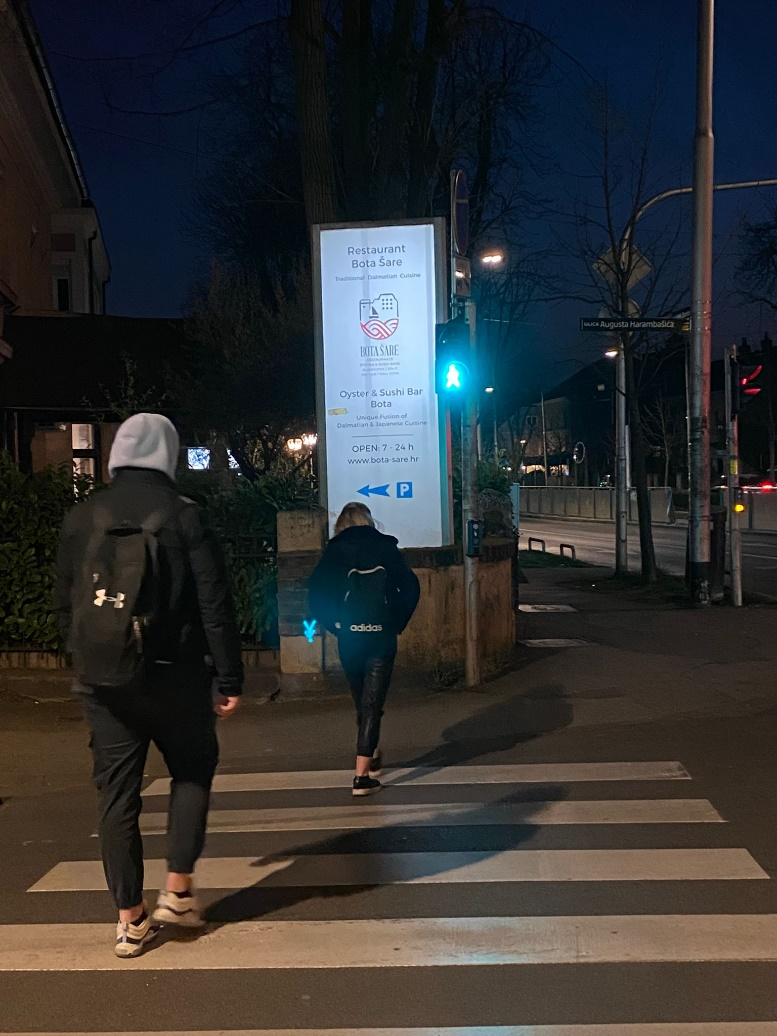 Restaurant
Bota Šare
Traditional Dalmatian Cuisine
BOTA ŠARE
Oyster & Sushi Bar
Bota
Unique Fusion of
Dalmatian & Japanese Cuisine
OPEN: 7 - 24 h
www.bota-sare.hr
P
ULICA Augusta Harambašića
adidas